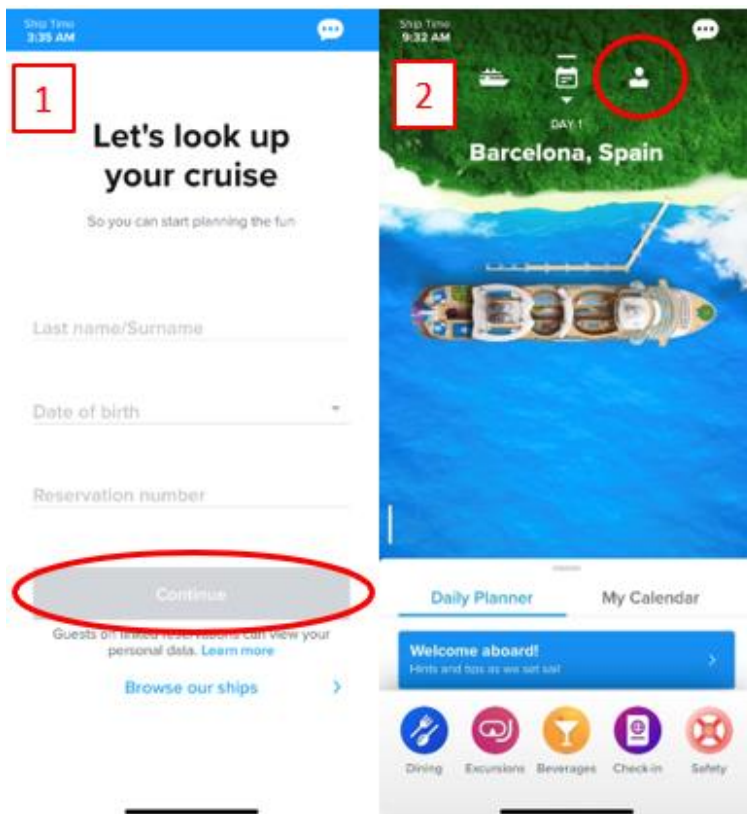 Ship Time
3:35 AM
1
Let's look up
your cruise
So you can start planning the fun
Last name/Surname
Date of birth
Reservation number
Continue
Guests on linked reservations can view your
personal data. Learn more
Browse our ships
Ship Time
9:32 AM
2
DAY 1
Barcelona, Spain
Daily Planner My Calendar
Welcome aboard!
Hints and tips as we set sail
Dining Excursions Beverages Check-in Safety